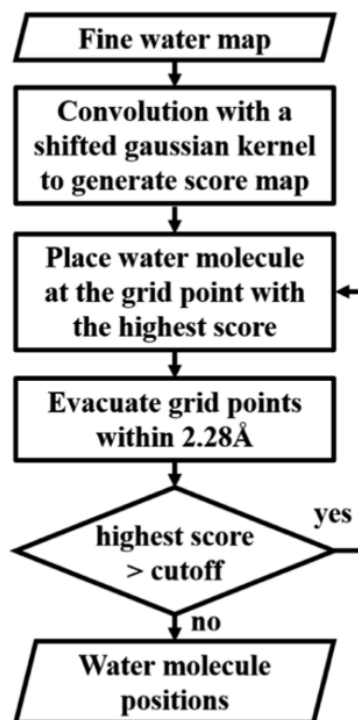 Fine water map
Convolution with a
shifted gaussian kernel
to generate score map
Place water molecule
at the grid point with
the highest score
Evacuate grid points
within 2.28Å
highest score
> cutoff
yes
no
Water molecule
positions